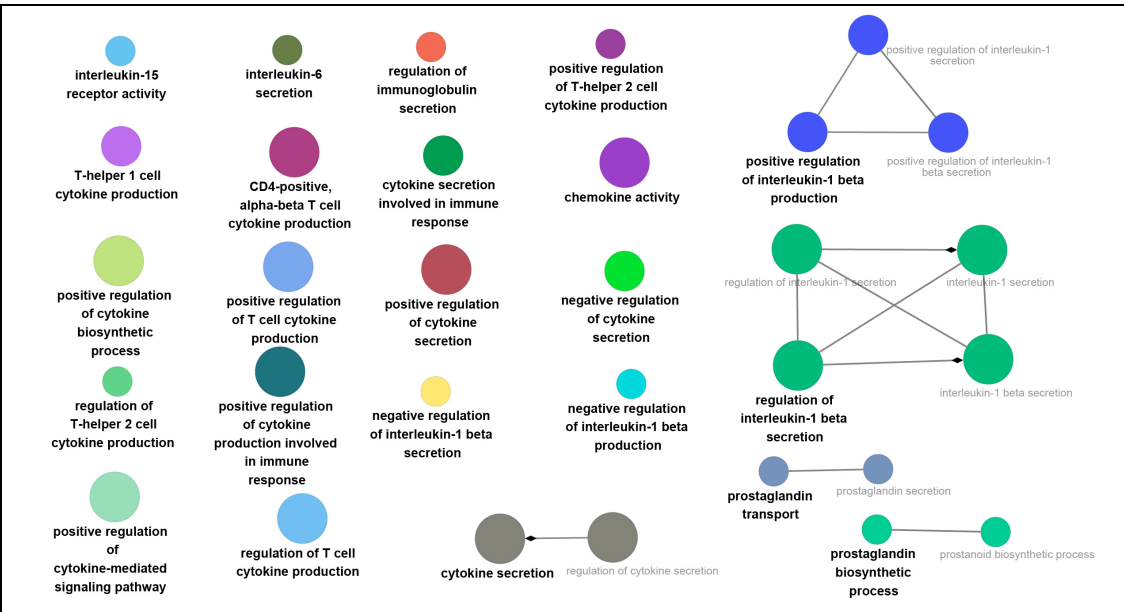 interleukin-15
receptor activity
interleukin-6
secretion
regulation of
immunoglobulin
secretion
positive regulation
of T-helper 2 cell
cytokine production
positive regulation of interleukin-1
secretion
T-helper 1 cell
cytokine production
CD4-positive,
alpha-beta T cell
cytokine production
cytokine secretion
involved in immune
response
chemokine activity
positive regulation
of interleukin-1 beta
production
positive regulation of interleukin-1
beta secretion
positive regulation
of cytokine
biosynthetic
process
positive regulation
of T cell cytokine
production
positive regulation
of cytokine
secretion
negative regulation
of cytokine
secretion
regulation of interleukin-1 secretion
interleukin-1 secretion
regulation of
T-helper 2 cell
cytokine production
positive regulation
of cytokine
production involved
in immune
response
negative regulation
of interleukin-1 beta
secretion
negative regulation
of interleukin-1 beta
production
regulation of
interleukin-1 beta
secretion
interleukin-1 beta secretion
positive regulation
of
cytokine-mediated
signaling pathway
regulation of T cell
cytokine production
cytokine secretion
regulation of cytokine secretion
prostaglandin
transport
prostaglandin secretion
prostaglandin
biosynthetic
process
prostanoid biosynthetic process